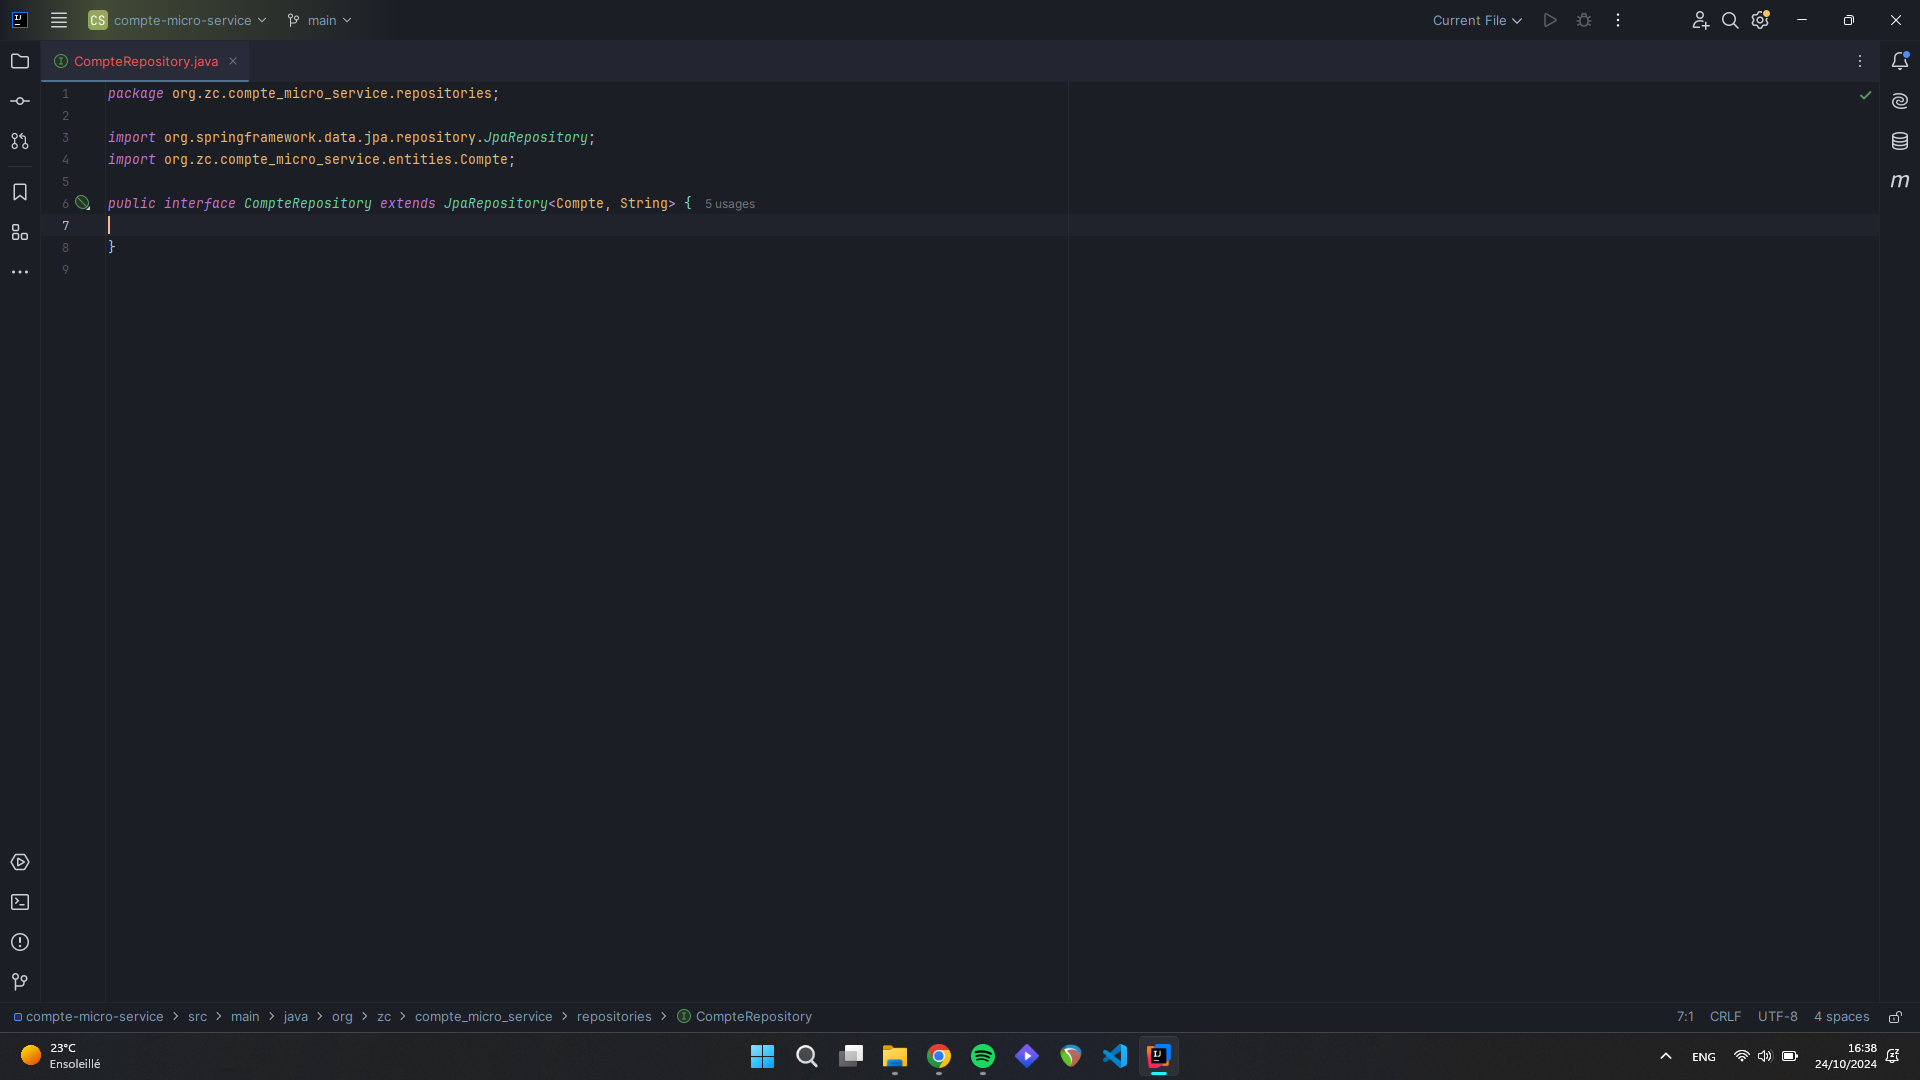 CS compte-micro-service main Current File
CompteRepository.java
1 package org.zc.compte_micro_service.repositories;
2
3 import org.springframework.data.jpa.repository.JpaRepository;
4 import org.zc.compte_micro_service.entities.Compte;
5
6 public interface CompteRepository extends JpaRepository<Compte, String> { 5 usages
7
8 }
9
compte-micro-service > src > main > java > org > zc > compte_micro_service > repositories > CompteRepository 7:1 CRLF UTF-8 4 spaces
23°C
Ensoleillé
ENG
16:38
24/10/2024